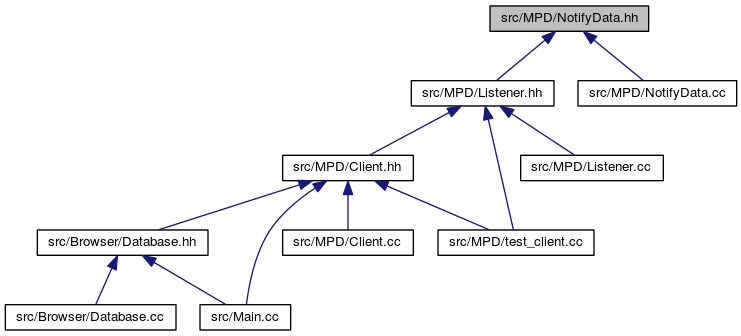 src/MPD/NotifyData.hh
src/MPD/Listener.hh
src/MPD/NotifyData.cc
src/MPD/Client.hh
src/MPD/Listener.cc
src/Browser/Database.hh
src/MPD/Client.cc
src/MPD/test_client.cc
src/Browser/Database.cc
src/Main.cc